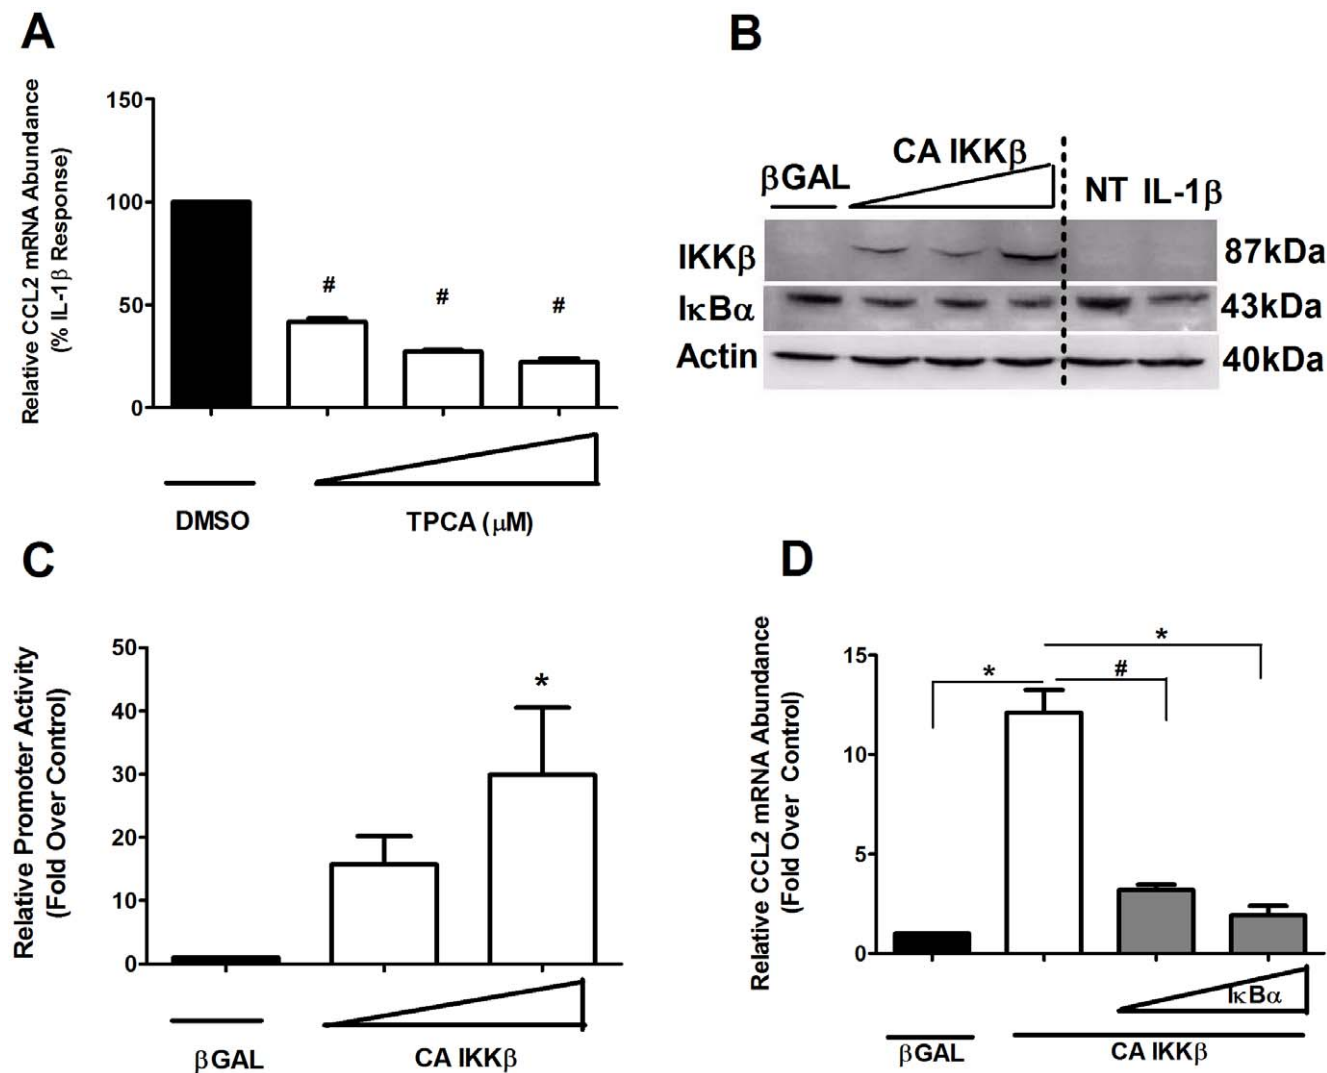 A
Relative CCL2 mRNA Abundance
(% IL-1β Response)
150
100
50
0
#
#
#
DMSO
TPCA (μM)
B
βGAL
CA IKKβ
NT
IL-1β
IKKβ
87kDa
IκBα
43kDa
Actin
40kDa
C
Relative Promoter Activity
(Fold Over Control)
50
40
30
20
10
0
*
βGAL
CA IKKβ
D
Relative CCL2 mRNA Abundance
(Fold Over Control)
15
10
5
0
*
#
*
IκBα
βGAL
CA IKKβ